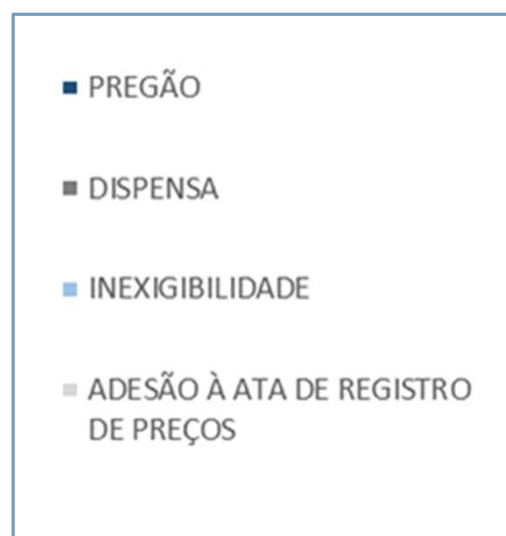 PREGÃO
DISPENSA
INEXIGIBILIDADE
ADESÃO À ATA DE REGISTRO
DE PREÇOS